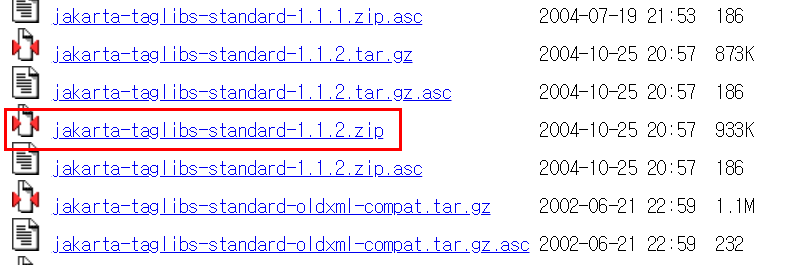 jakarta-taglibs-standard-1.1.1.zip.asc 2004-07-19 21:53 186
jakarta-taglibs-standard-1.1.2.tar.gz 2004-10-25 20:57 873K
jakarta-taglibs-standard-1.1.2.tar.gz.asc 2004-10-25 20:57 186
jakarta-taglibs-standard-1.1.2.zip 2004-10-25 20:57 933K
jakarta-taglibs-standard-1.1.2.zip.asc 2004-10-25 20:57 186
jakarta-taglibs-standard-oldxml-compat.tar.gz 2002-06-21 22:59 1.1M
jakarta-taglibs-standard-oldxml-compat.tar.gz.asc 2002-06-21 22:59 232